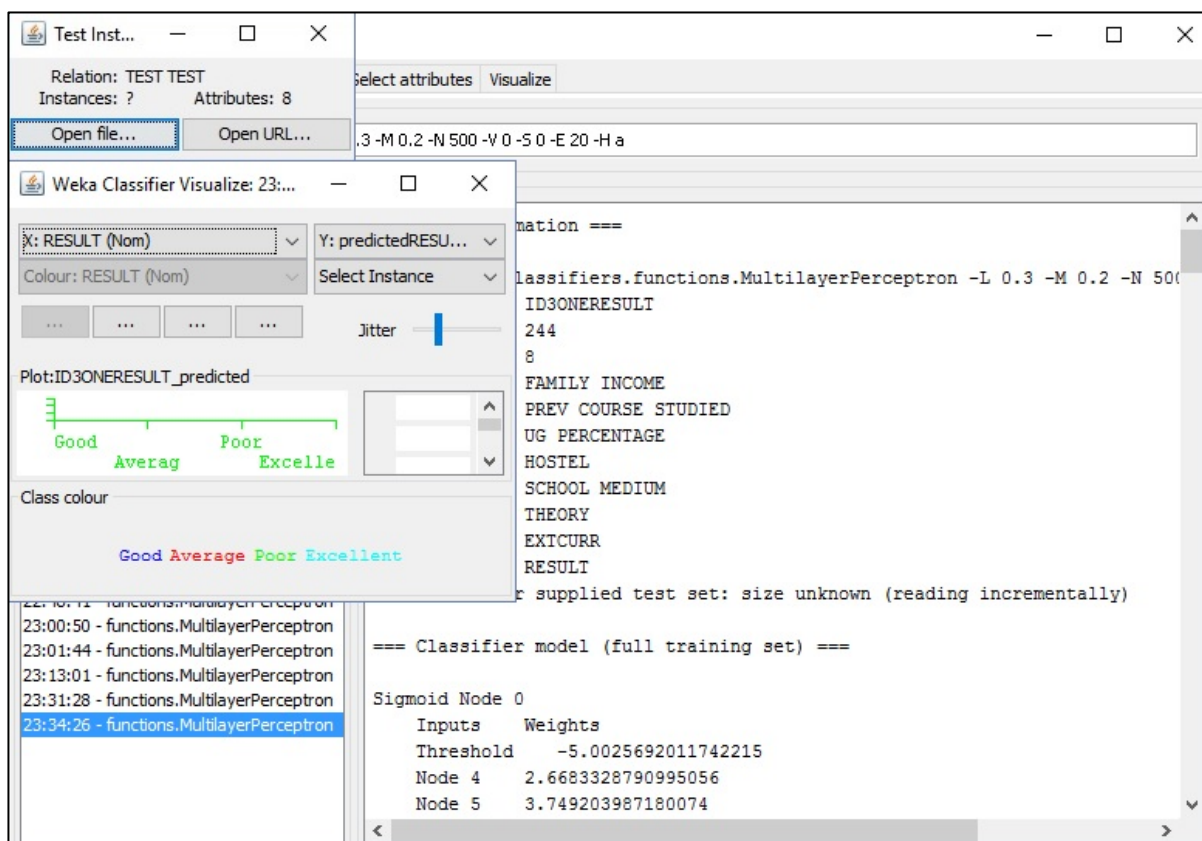 Test Inst...
Relation: TEST TEST
Instances: ? Attributes: 8
Open file... Open URL...
Select attributes Visualize
.3 -M 0.2 -N 500 -V 0 -S 0 -E 20 -H a
Weka Classifier Visualize: 23:...
X: RESULT (Nom) Y: predictedRESU...
Colour: RESULT (Nom) Select Instance
... ... ... ...
Jitter
Plot:ID3ONERESULT_predicted
Good Poor
Averag Excelle
Class colour
Good Average Poor Excellent
23:00:50 - functions.MultilayerPerceptron
23:01:44 - functions.MultilayerPerceptron
23:13:01 - functions.MultilayerPerceptron
23:31:28 - functions.MultilayerPerceptron
23:34:26 - functions.MultilayerPerceptron
mation ===
lassifiers.functions.MultilayerPerceptron -L 0.3 -M 0.2 -N 500
ID3ONERESULT
244
8
FAMILY INCOME
PREV COURSE STUDIED
UG PERCENTAGE
HOSTEL
SCHOOL MEDIUM
THEORY
EXTCURR
RESULT
r supplied test set: size unknown (reading incrementally)
=== Classifier model (full training set) ===
Sigmoid Node 0
Inputs Weights
Threshold -5.0025692011742215
Node 4 2.6683328790995056
Node 5 3.749203987180074